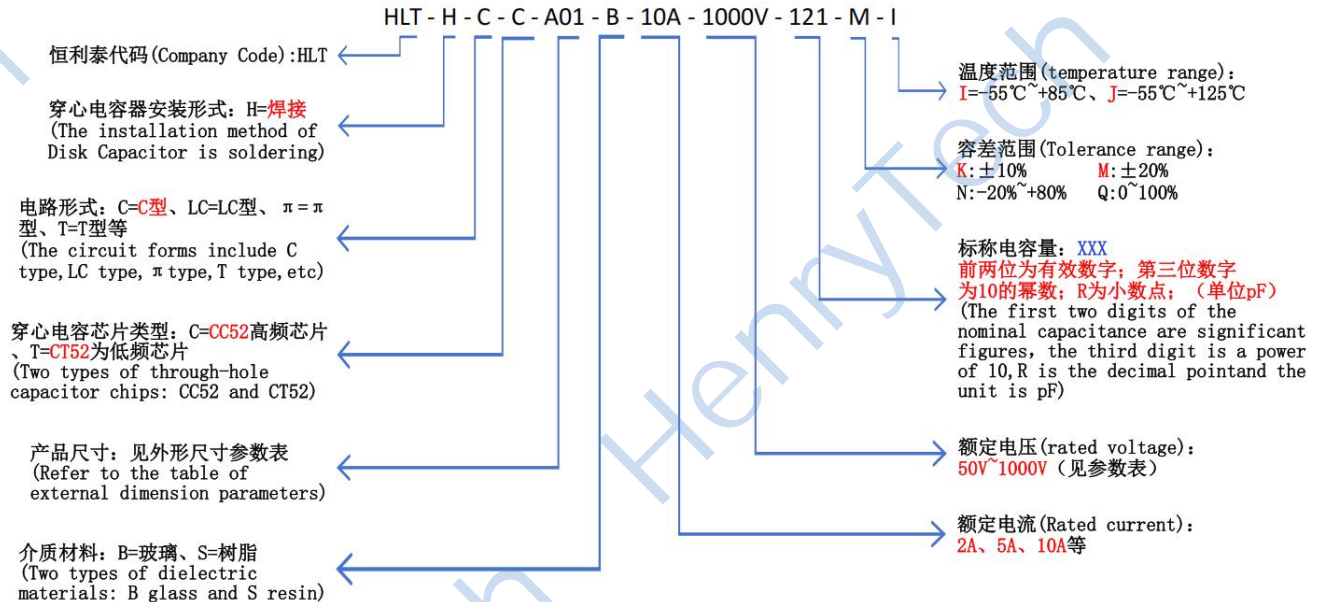 HLT - H - C - C - A01 - B - 10A - 1000V - 121 - M - I
恒利泰代码(Company Code):HLT
穿心电容器安装形式: H=焊接
(The installation method of
Disk Capacitor is soldering)
电路形式: C=C型、LC=LC型、π=π
型、T=T型等
(The circuit forms include C
type,LC type,π type,T type,etc)
穿心电容芯片类型: C=CC52高频芯片
、T=CT52为低频芯片
(Two types of through-hole
capacitor chips: CC52 and CT52)
产品尺寸: 见外形尺寸参数表
(Refer to the table of
external dimension parameters)
介质材料: B=玻璃、S=树脂
(Two types of dielectric
materials: B glass and S resin)
温度范围(temperature range):
I=-55℃~+85℃、J=-55℃~+125℃
容差范围(Tolerance range):
K:±10% M:±20%
N:-20%~+80% Q:0~100%
标称电容量: XXX
前两位为有效数字; 第三位数字
为10的幂数; R为小数点; (单位pF)
(The first two digits of the
nominal capacitance are significant
figures, the third digit is a power
of 10,R is the decimal pointand the
unit is pF)
额定电压(rated voltage):
50V~1000V (见参数表)
额定电流(Rated current):
2A、5A、10A等
HenryTech